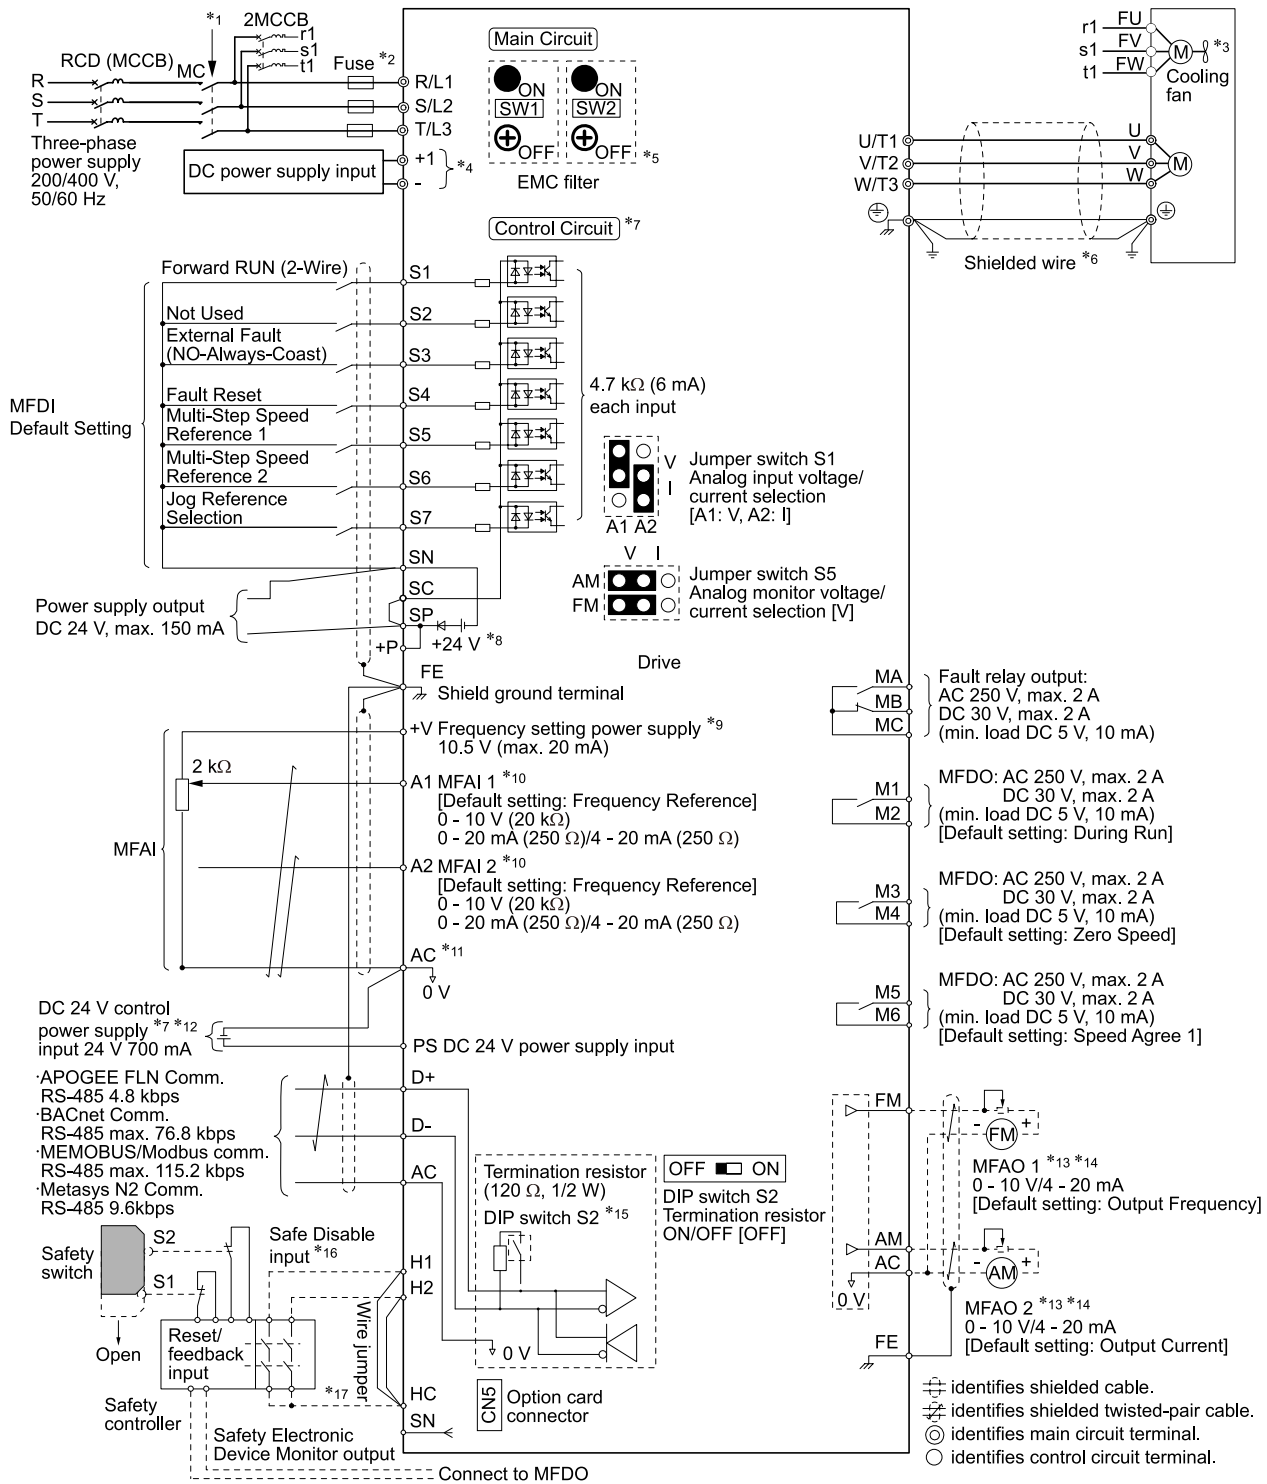 *1
2MCCB
r1
s1
t1
RCD (MCCB)
MC
Fuse *2
R
S
T
R/L1
S/L2
T/L3
Three-phase
power supply
200/400 V,
50/60 Hz
DC power supply input
+1
-
*4
Main Circuit
ON
SW1
OFF
ON
SW2
OFF
*5
EMC filter
r1
s1
t1
FU
FV
FW
M
*3
Cooling
fan
U/T1
V/T2
W/T3
U
V
W
M
Shielded wire *6
Control Circuit *7
MFDI
Default Setting
Forward RUN (2-Wire)
S1
Not Used
S2
External Fault
(NO-Always-Coast)
S3
Fault Reset
S4
Multi-Step Speed
Reference 1
S5
Multi-Step Speed
Reference 2
S6
Jog Reference
Selection
S7
4.7 kΩ (6 mA)
each input
V
I
A1 A2
Jumper switch S1
Analog input voltage/
current selection
[A1: V, A2: I]
V I
AM
FM
Jumper switch S5
Analog monitor voltage/
current selection [V]
SN
SC
SP
+P
+24 V *8
Power supply output
DC 24 V, max. 150 mA
Drive
FE
Shield ground terminal
MFAI
2 kΩ
+V Frequency setting power supply *9
10.5 V (max. 20 mA)
A1 MFAI 1 *10
[Default setting: Frequency Reference]
0 - 10 V (20 kΩ)
0 - 20 mA (250 Ω)/4 - 20 mA (250 Ω)
A2 MFAI 2 *10
[Default setting: Frequency Reference]
0 - 10 V (20 kΩ)
0 - 20 mA (250 Ω)/4 - 20 mA (250 Ω)
AC *11
0 V
DC 24 V control
power supply *7 *12
input 24 V 700 mA
PS DC 24 V power supply input
MA
MB
MC
Fault relay output:
AC 250 V, max. 2 A
DC 30 V, max. 2 A
(min. load DC 5 V, 10 mA)
M1
M2
MFDO: AC 250 V, max. 2 A
DC 30 V, max. 2 A
(min. load DC 5 V, 10 mA)
[Default setting: During Run]
M3
M4
MFDO: AC 250 V, max. 2 A
DC 30 V, max. 2 A
(min. load DC 5 V, 10 mA)
[Default setting: Zero Speed]
M5
M6
MFDO: AC 250 V, max. 2 A
DC 30 V, max. 2 A
(min. load DC 5 V, 10 mA)
[Default setting: Speed Agree 1]
·APOGEE FLN Comm.
RS-485 4.8 kbps
·BACnet Comm.
RS-485 max. 76.8 kbps
·MEMOBUS/Modbus comm.
RS-485 max. 115.2 kbps
·Metasys N2 Comm.
RS-485 9.6kbps
D+
D-
AC
Termination resistor
(120 Ω, 1/2 W)
DIP switch S2 *15
0 V
OFF ON
DIP switch S2
Termination resistor
ON/OFF [OFF]
FM
- FM +
MFAO 1 *13 *14
0 - 10 V/4 - 20 mA
[Default setting: Output Frequency]
AM
AC
0 V
- AM +
MFAO 2 *13 *14
0 - 10 V/4 - 20 mA
[Default setting: Output Current]
FE
Safety
switch
S2
S1
Open
Safe Disable
input *16
H1
H2
Wire jumper
Reset/
feedback
input
*17
Safety
controller
Safety Electronic
Device Monitor output
HC
SN
CN5
Option card
connector
Connect to MFDO
identifies shielded cable.
identifies shielded twisted-pair cable.
identifies main circuit terminal.
identifies control circuit terminal.